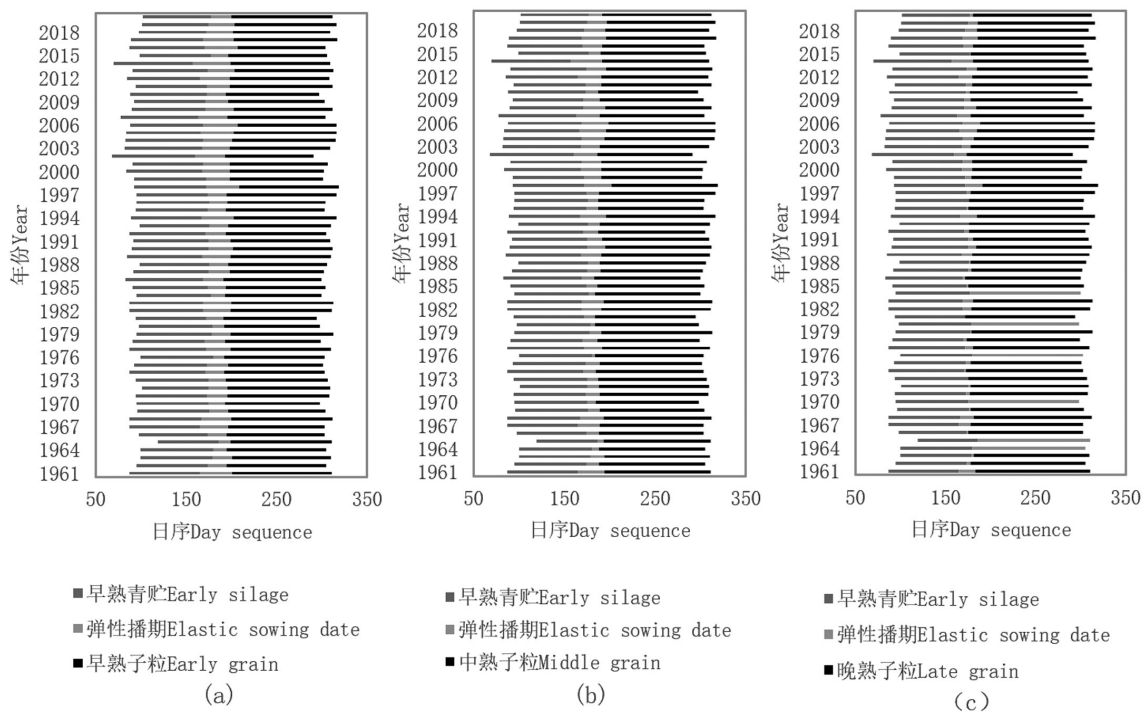 年份Year
2018
2015
2012
2009
2006
2003
2000
1997
1994
1991
1988
1985
1982
1979
1976
1973
1970
1967
1964
1961
50 150 250 350
日序Day sequence
■早熟青贮Early silage
■弹性播期Elastic sowing date
■早熟子粒Early grain
(a)
年份Year
2018
2015
2012
2009
2006
2003
2000
1997
1994
1991
1988
1985
1982
1979
1976
1973
1970
1967
1964
1961
50 150 250 350
日序Day sequence
■早熟青贮Early silage
■弹性播期Elastic sowing date
■中熟子粒Middle grain
(b)
年份Year
2018
2015
2012
2009
2006
2003
2000
1997
1994
1991
1988
1985
1982
1979
1976
1973
1970
1967
1964
1961
50 150 250 350
日序Day sequence
■早熟青贮Early silage
■弹性播期Elastic sowing date
■晚熟子粒Late grain
（c）